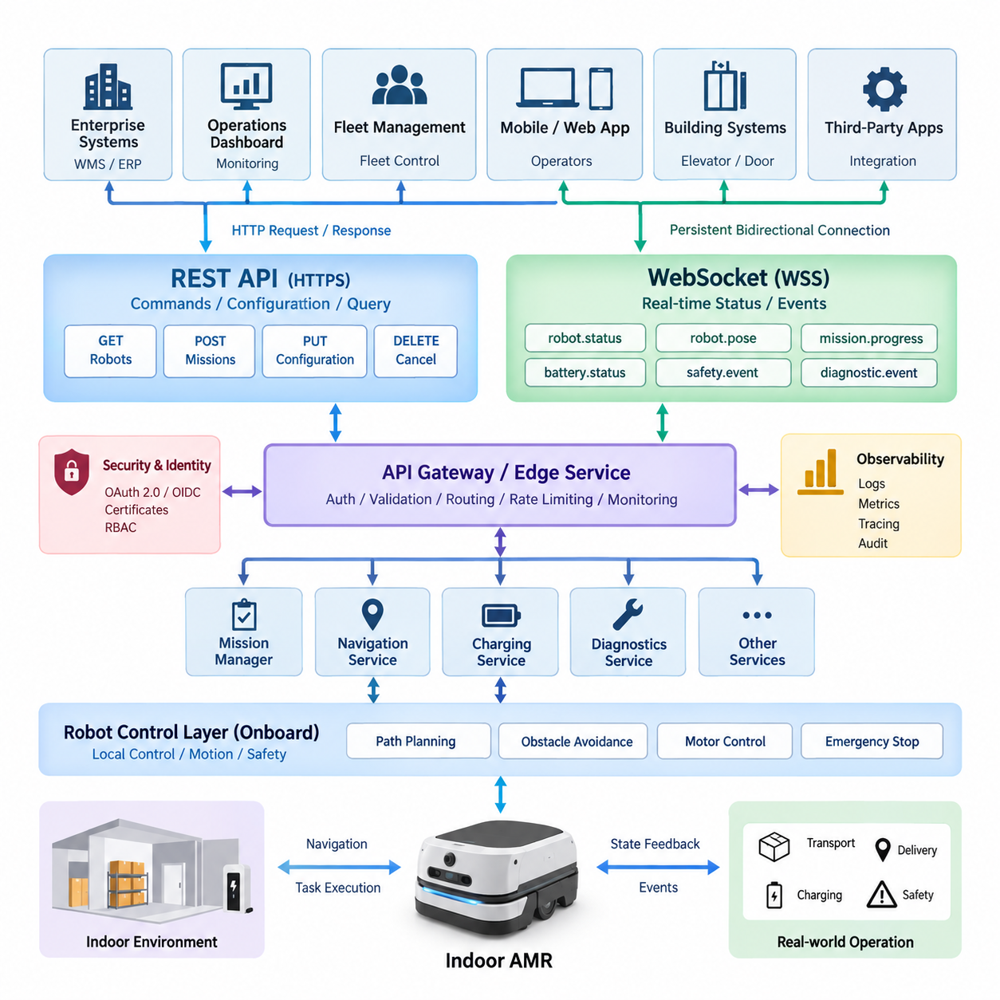 Enterprise
Systems
WMS / ERP
Operations
Dashboard
Monitoring
Fleet Management
Fleet Control
Mobile / Web App
Operators
Building Systems
Elevator / Door
Third-Party Apps
Integration
HTTP Request / Response
Persistent Bidirectional Connection
REST API (HTTPS)
Commands / Configuration / Query
GET
Robots
POST
Missions
PUT
Configuration
DELETE
Cancel
WebSocket (WSS)
Real-time Status / Events
robot.status
robot.pose
mission.progress
battery.status
safety.event
diagnostic.event
Security & Identity
OAuth 2.0 / OIDC
Certificates
RBAC
API Gateway / Edge Service
Auth / Validation / Routing / Rate Limiting / Monitoring
Observability
Logs
Metrics
Tracing
Audit
Mission
Manager
Navigation
Service
Charging
Service
Diagnostics
Service
Other
Services
Robot Control Layer (Onboard)
Local Control / Motion / Safety
Path Planning
Obstacle Avoidance
Motor Control
Emergency Stop
Indoor Environment
Navigation
Task Execution
Indoor AMR
State Feedback
Events
Transport
Delivery
Charging
Safety
Real-world Operation